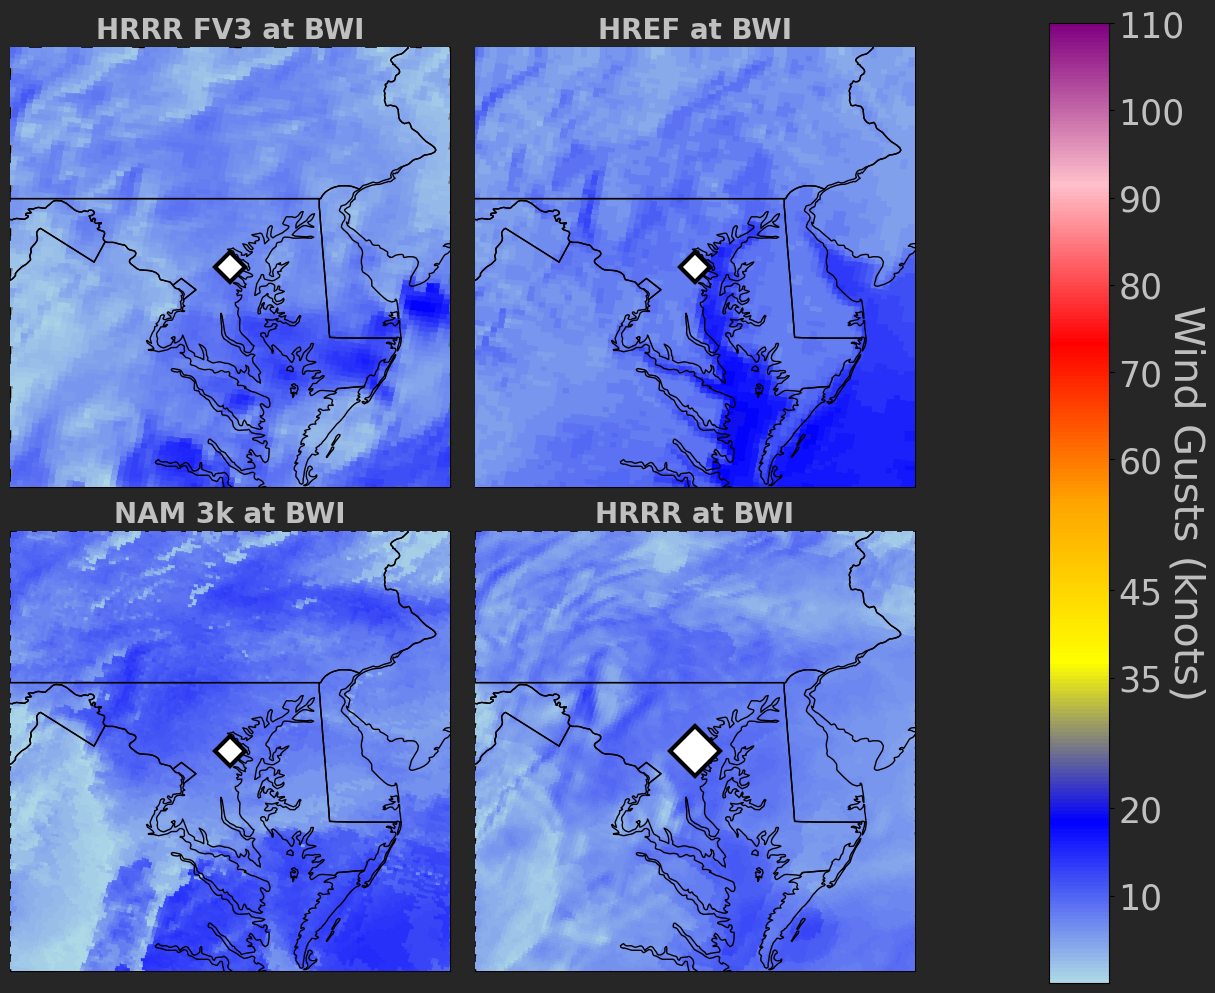 HRRR FV3 at BWI
HREF at BWI
NAM 3k at BWI
HRRR at BWI
110
100
90
80
70
60
45
35
20
10
Wind Gusts (knots)